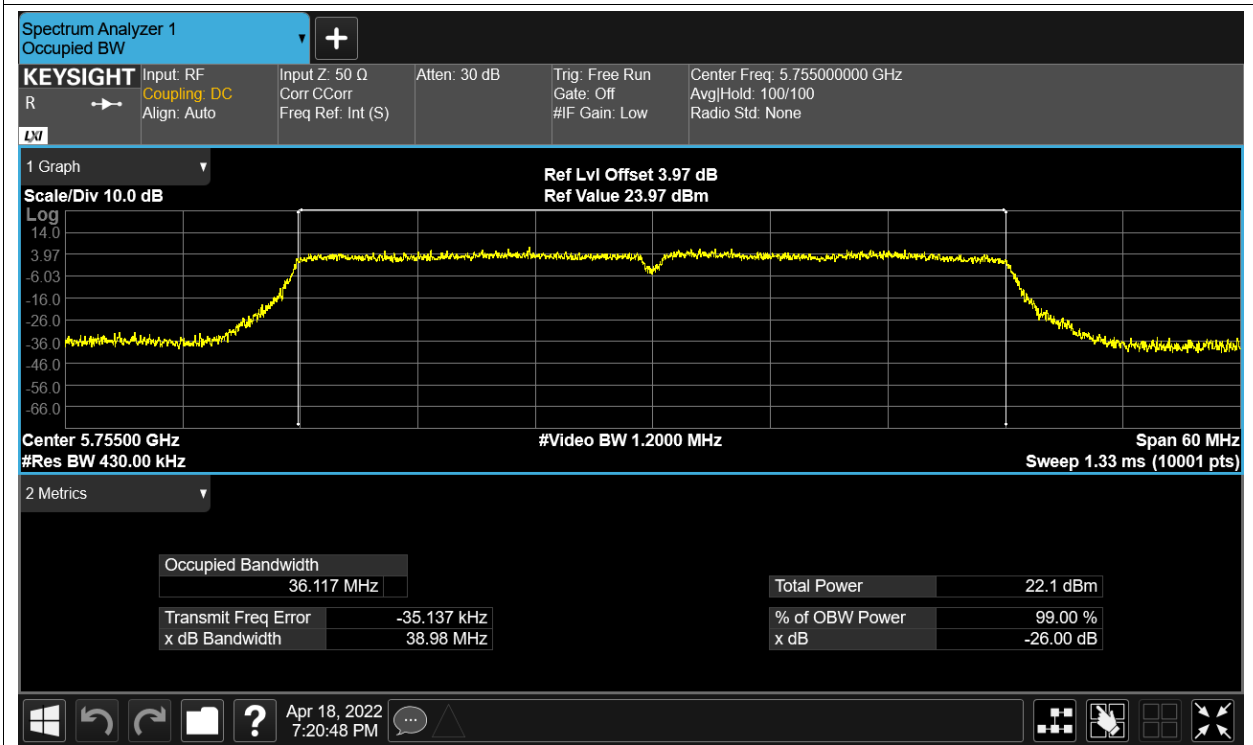 Spectrum Analyzer 1
Occupied BW
KEYSIGHT
R
LXI
Input: RF
Coupling: DC
Align: Auto
Input Z: 50 Ω
Corr CCorr
Freq Ref: Int (S)
Atten: 30 dB
Trig: Free Run
Gate: Off
#IF Gain: Low
Center Freq: 5.755000000 GHz
Avg|Hold: 100/100
Radio Std: None
1 Graph
Scale/Div 10.0 dB
Ref Lvl Offset 3.97 dB
Ref Value 23.97 dBm
Log
14.0
3.97
-6.03
-16.0
-26.0
-36.0
-46.0
-56.0
-66.0
Center 5.75500 GHz
#Res BW 430.00 kHz
#Video BW 1.2000 MHz
Span 60 MHz
Sweep 1.33 ms (10001 pts)
2 Metrics
Occupied Bandwidth
36.117 MHz
Transmit Freq Error -35.137 kHz
x dB Bandwidth 38.98 MHz
Total Power 22.1 dBm
% of OBW Power 99.00 %
x dB -26.00 dB
?
Apr 18, 2022
7:20:48 PM